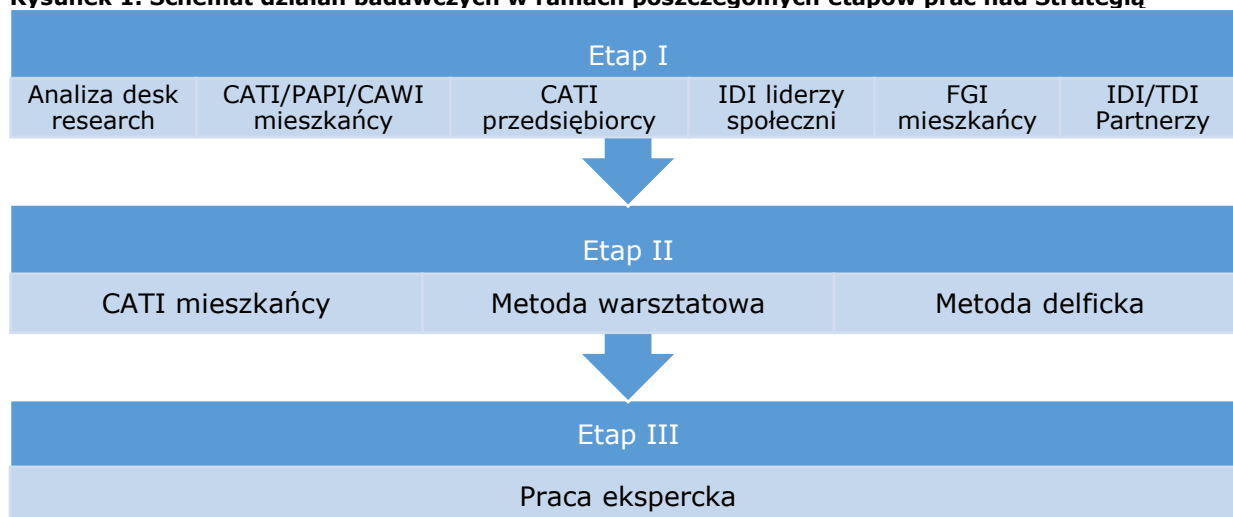 Rysunek 1. Schemat działań badawczych w ramach poszczególnych etapów prac nad Strategią
Etap I
Analiza desk
research
CATI/PAPI/CAWI
mieszkańcy
CATI
przedsiębiorcy
IDI liderzy
społeczni
FGI
mieszkańcy
IDI/TDI
Partnerzy
Etap II
CATI mieszkańcy
Metoda warsztatowa
Metoda delficka
Etap III
Praca ekspercka